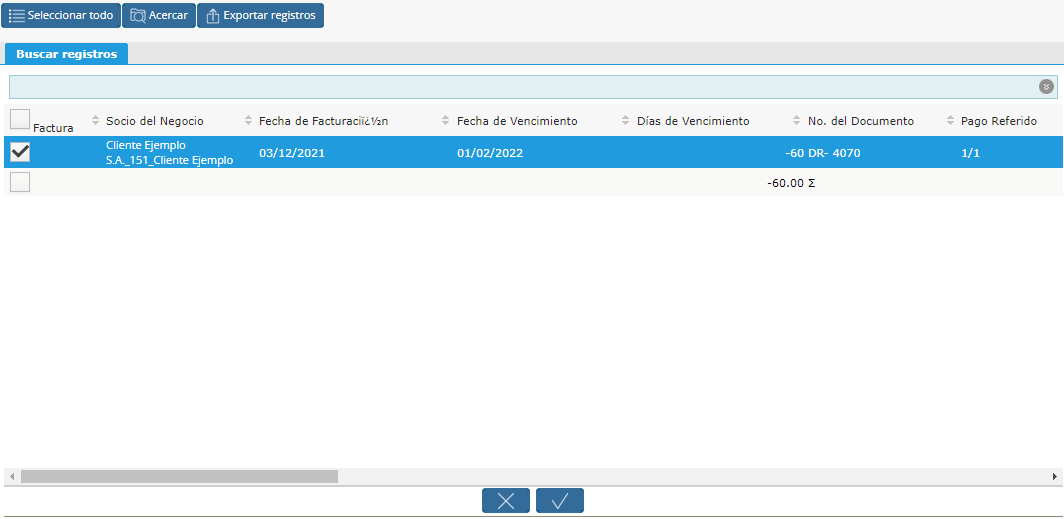 Seleccionar todo Acercar Exportar registros
Buscar registros
Factura Socio del Negocio Fecha de Facturaciï¿½n Fecha de Vencimiento Días de Vencimiento No. del Documento Pago Referido
Cliente Ejemplo
S.A._151_Cliente Ejemplo 03/12/2021 01/02/2022 -60 DR- 4070 1/1
-60.00 Σ